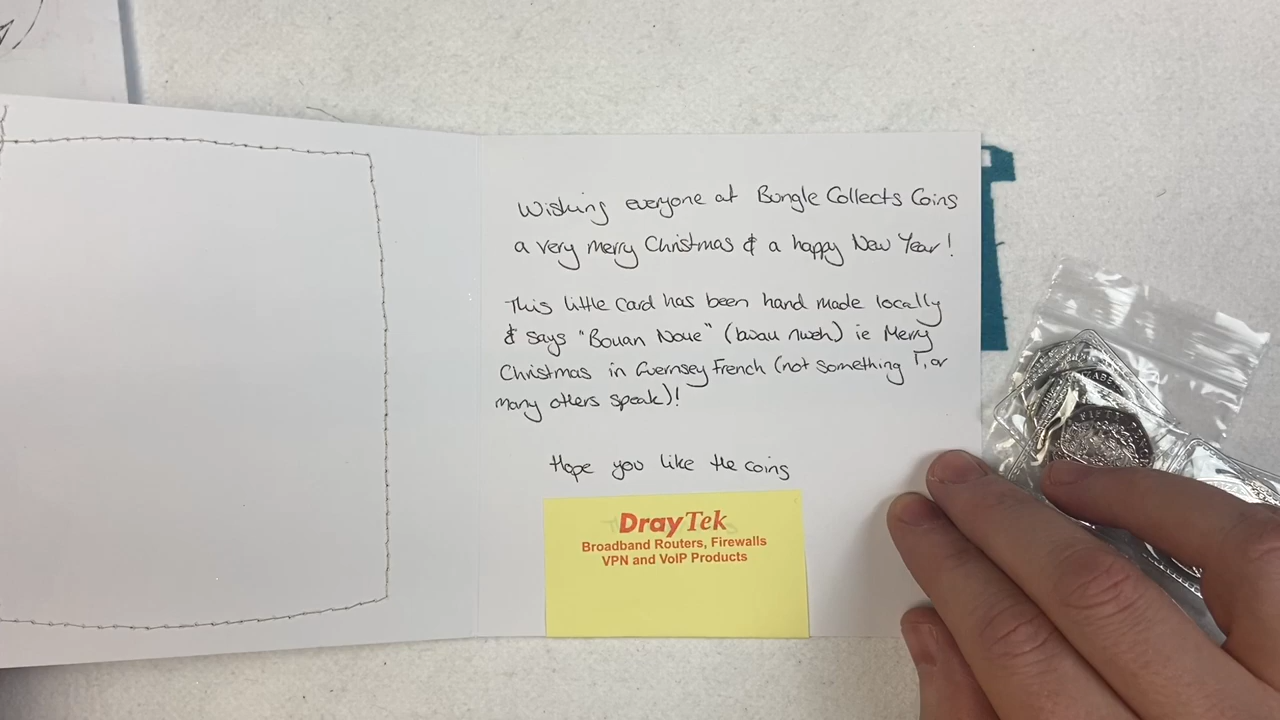 Wishing everyone at Bungle Collects Coins
a very merry Christmas & a happy New Year!
This little card has been hand made locally
& says "Bouan Noue" (bwau nweh) ie Merry
Christmas in Guernsey French (not something I, or
many others speak)!
Hope you like the coins
DrayTek
Broadband Routers, Firewalls
VPN and VoIP Products
FIFTY